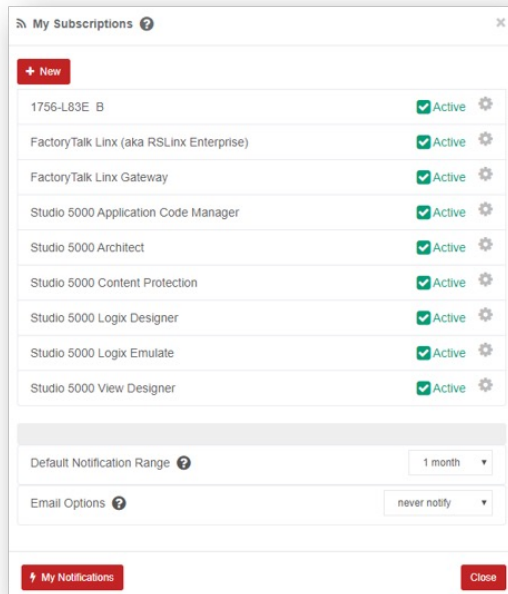 My Subscriptions ?
×
+ New
1756-L83E B Active
FactoryTalk Linx (aka RSLinx Enterprise) Active
FactoryTalk Linx Gateway Active
Studio 5000 Application Code Manager Active
Studio 5000 Architect Active
Studio 5000 Content Protection Active
Studio 5000 Logix Designer Active
Studio 5000 Logix Emulate Active
Studio 5000 View Designer Active
Default Notification Range ? 1 month
Email Options ? never notify
My Notifications Close